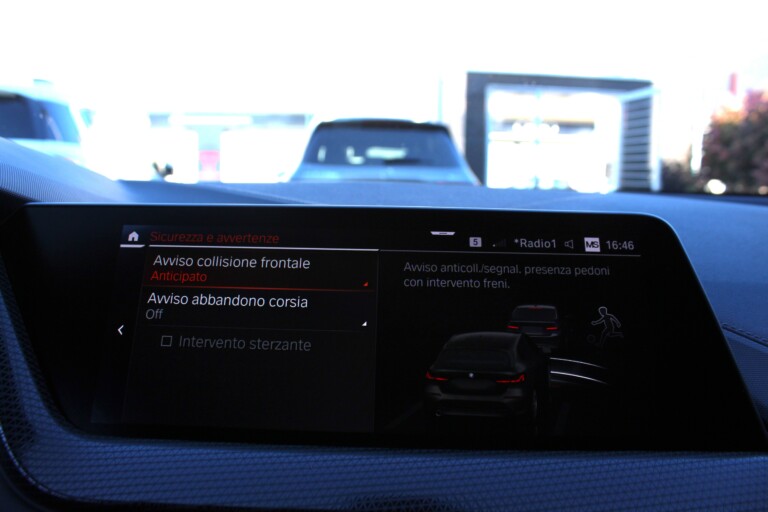 Sicurezza e avvertenze
5 *Radio1 MS 16:46
Avviso collisione frontale
Anticipato
Avviso abbandono corsia
Off
Intervento sterzante
Avviso anticoll./segnal. presenza pedoni
con intervento freni.